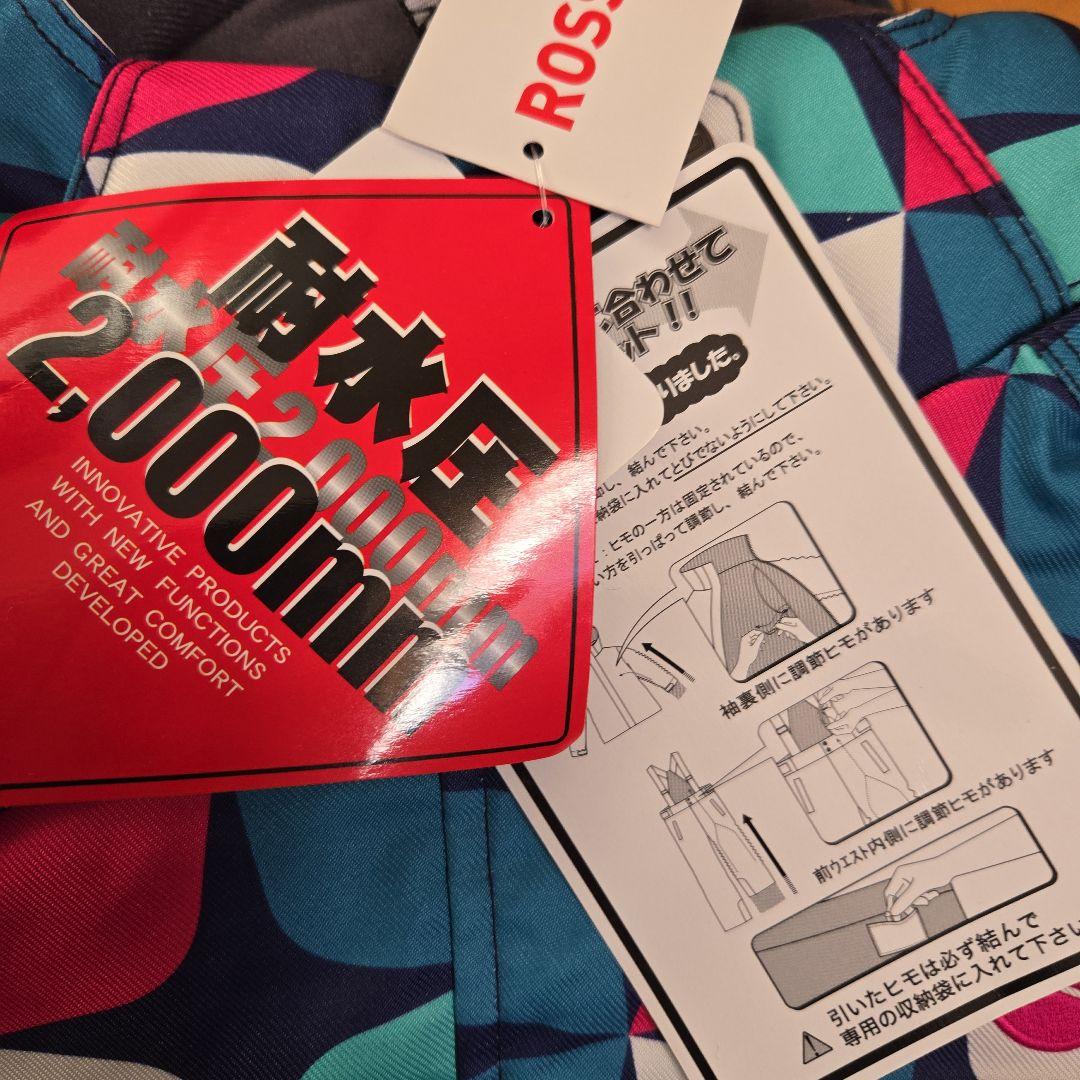 ROSS
耐水圧
耐水圧2,000mm
2,000mm
INNOVATIVE PRODUCTS
WITH NEW FUNCTIONS
AND GREAT COMFORT
DEVELOPED
合わせて
ット!!
りました。
し、結んで下さい。
納袋に入れてとびでないようにして下さい。
:ヒモの一方は固定されているので、
い方を引っぱって調節し、結んで下さい。
袖裏側に調節ヒモがあります
前ウエスト内側に調節ヒモがあります
引いたヒモは必ず結んで
専用の収納袋に入れて下さい